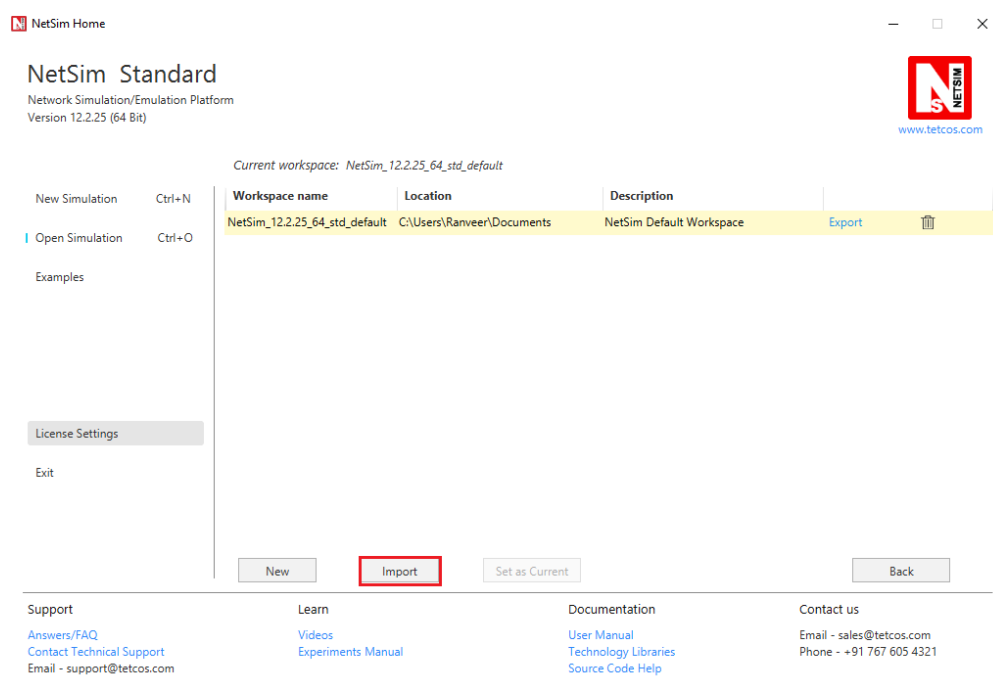 NetSim Home
NetSim Standard
Network Simulation/Emulation Platform
Version 12.2.25 (64 Bit)
NS NETSIM
www.tetcos.com
Current workspace: NetSim_12.2.25_64_std_default
New Simulation Ctrl+N
Open Simulation Ctrl+O
Examples
License Settings
Exit
Workspace name Location Description
NetSim_12.2.25_64_std_default C:\Users\Ranveer\Documents NetSim Default Workspace Export
New Import Set as Current Back
Support
Answers/FAQ
Contact Technical Support
Email - support@tetcos.com
Learn
Videos
Experiments Manual
Documentation
User Manual
Technology Libraries
Source Code Help
Contact us
Email - sales@tetcos.com
Phone - +91 767 605 4321